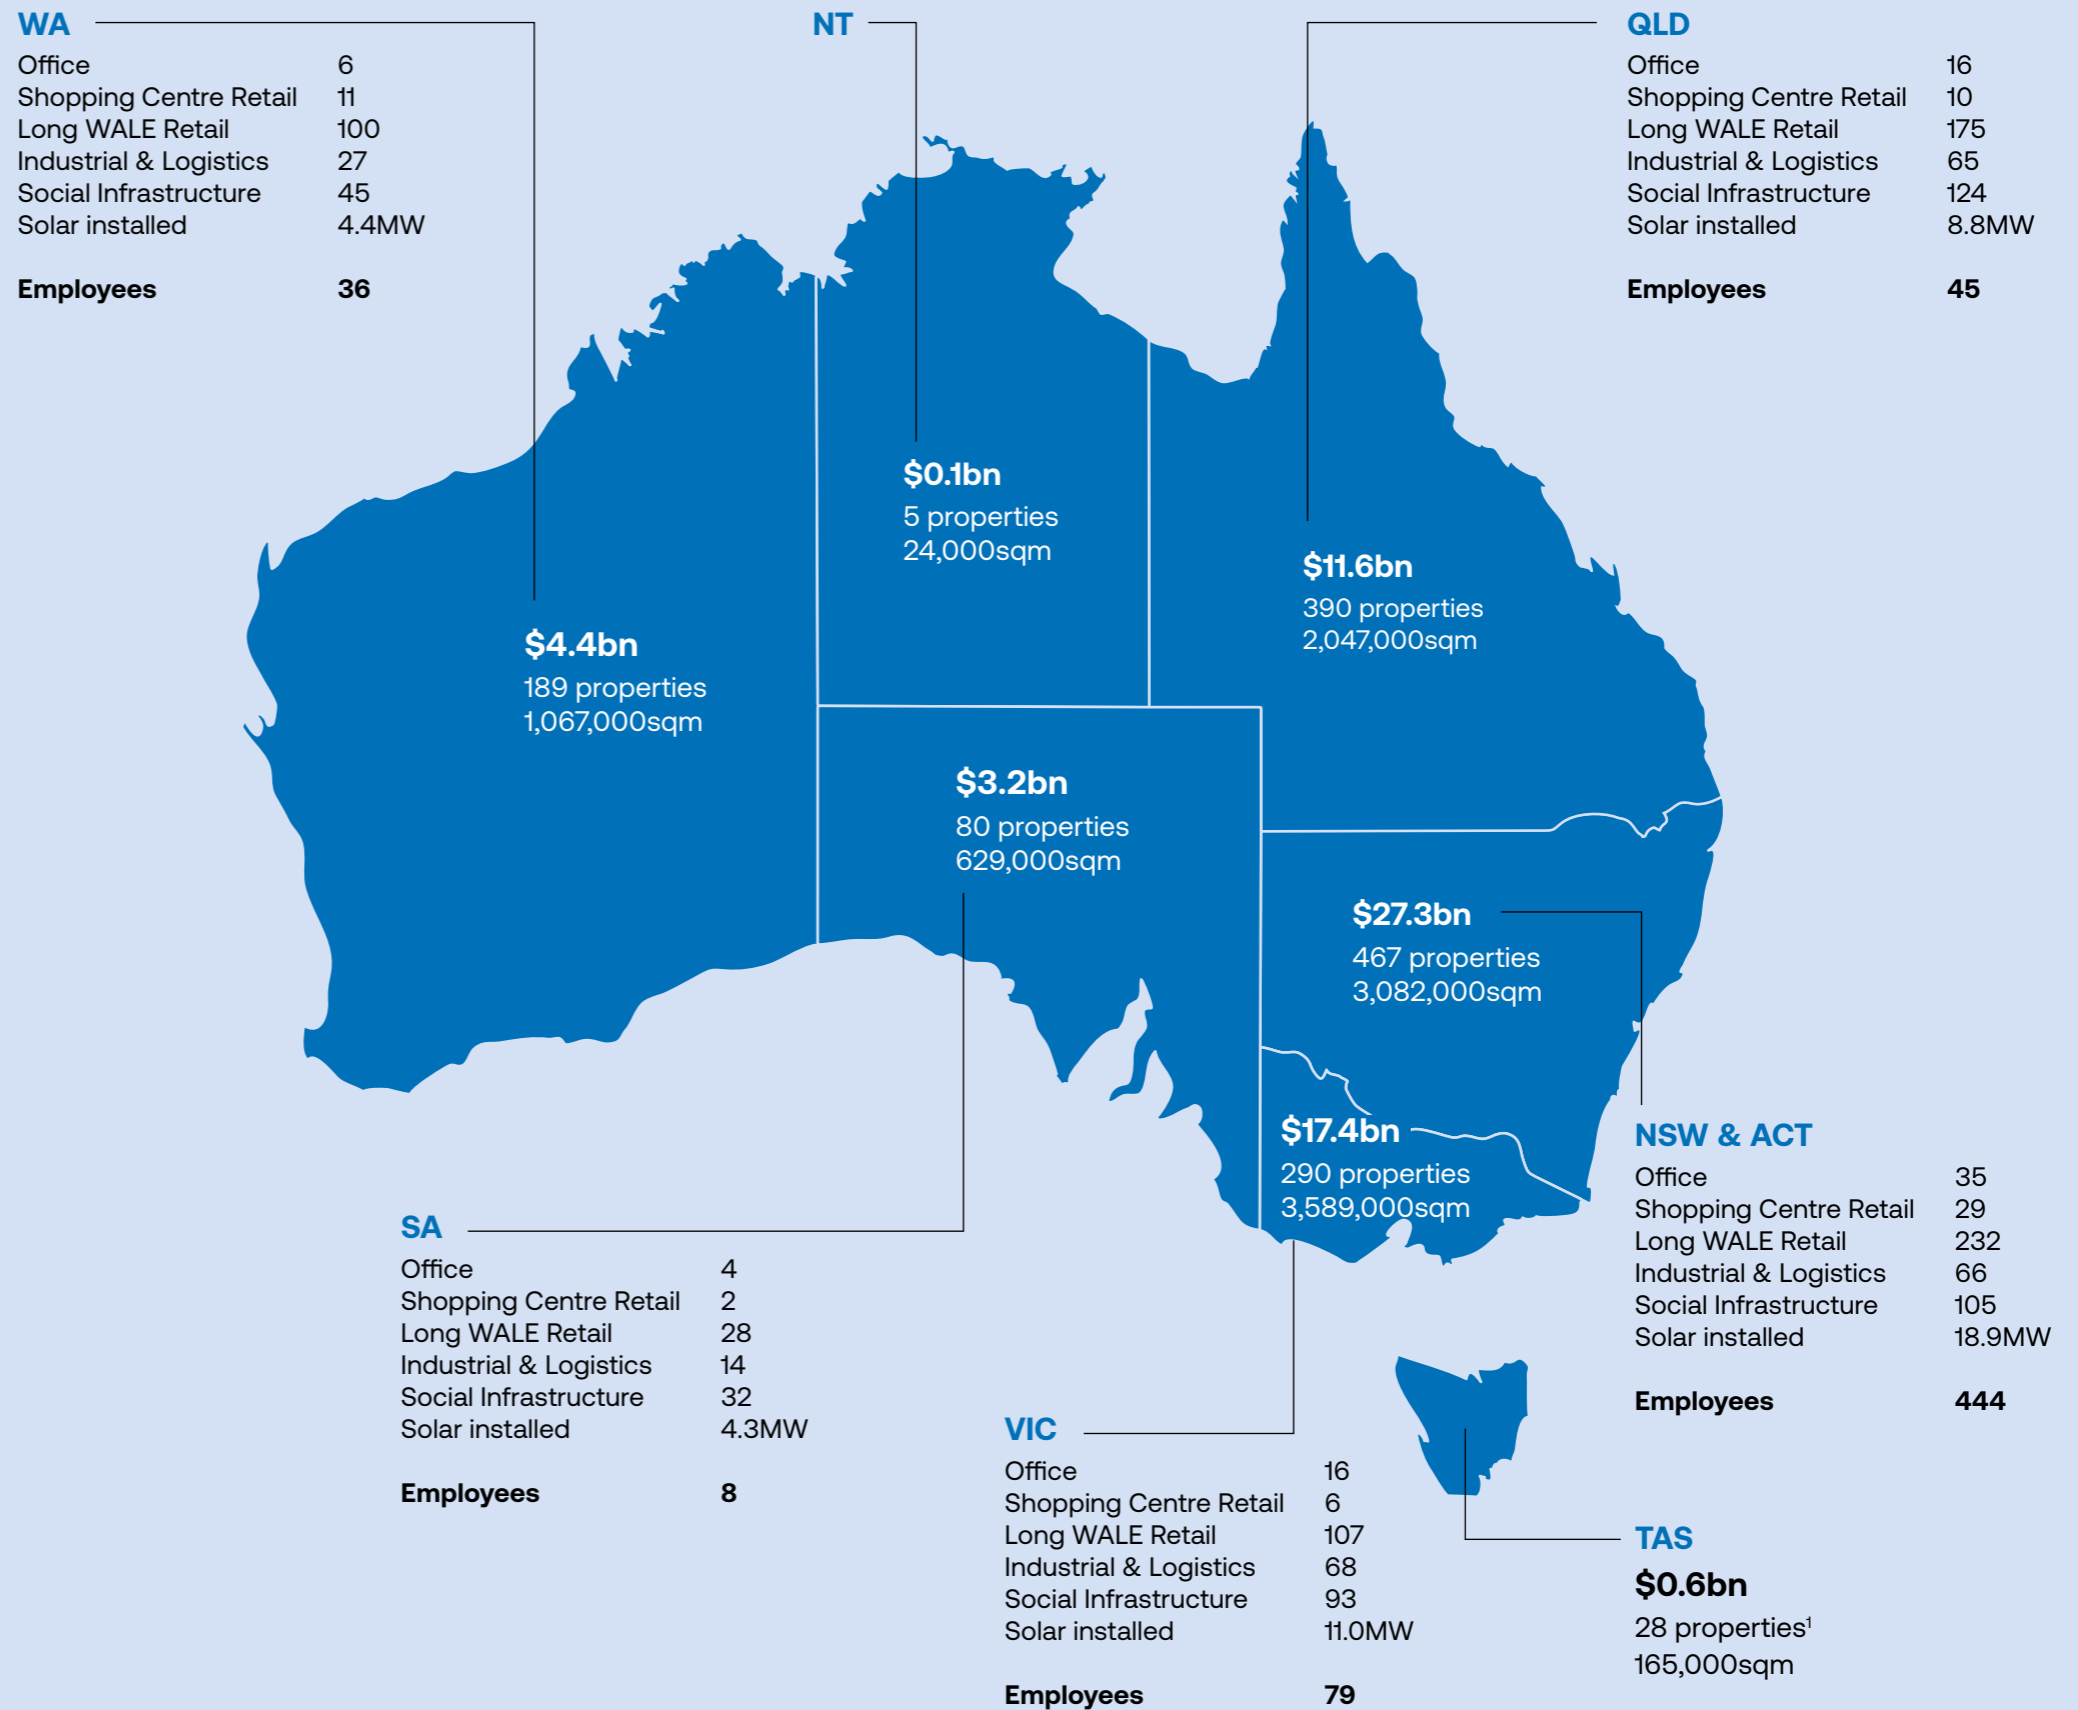 WA
Office 6
Shopping Centre Retail 11
Long WALE Retail 100
Industrial & Logistics 27
Social Infrastructure 45
Solar installed 4.4MW
Employees 36
NT
QLD
Office 16
Shopping Centre Retail 10
Long WALE Retail 175
Industrial & Logistics 65
Social Infrastructure 124
Solar installed 8.8MW
Employees 45
$0.1bn
5 properties
24,000sqm
$11.6bn
390 properties
2,047,000sqm
$4.4bn
189 properties
1,067,000sqm
$3.2bn
80 properties
629,000sqm
$27.3bn
467 properties
3,082,000sqm
$17.4bn
290 properties
3,589,000sqm
NSW & ACT
Office 35
Shopping Centre Retail 29
Long WALE Retail 232
Industrial & Logistics 66
Social Infrastructure 105
Solar installed 18.9MW
Employees 444
SA
Office 4
Shopping Centre Retail 2
Long WALE Retail 28
Industrial & Logistics 14
Social Infrastructure 32
Solar installed 4.3MW
Employees 8
VIC
Office 16
Shopping Centre Retail 6
Long WALE Retail 107
Industrial & Logistics 68
Social Infrastructure 93
Solar installed 11.0MW
Employees 79
TAS
$0.6bn
28 properties¹
165,000sqm